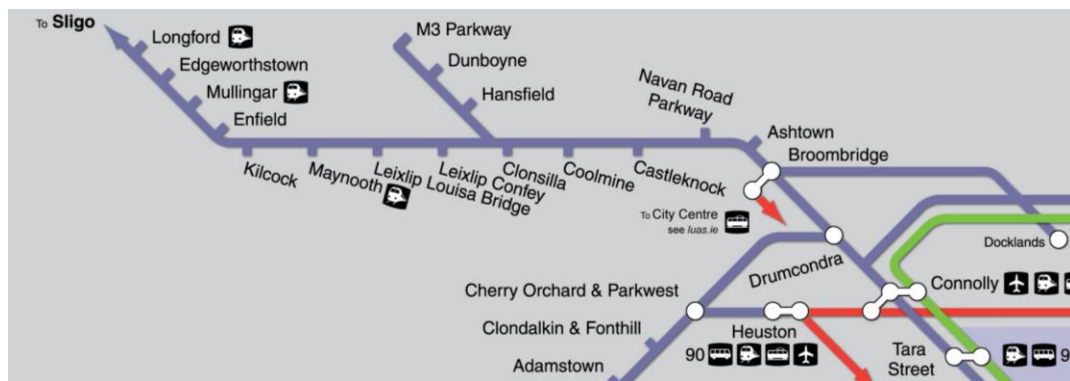 To Sligo
Longford
Edgeworthstown
Mullingar
Enfield
M3 Parkway
Dunboyne
Hansfield
Navan Road
Parkway
Ashtown
Broombridge
Kilcock
Maynooth
Leixlip
Louisa Bridge
Leixlip
Confey
Clonsilla
Coolmine
Castleknock
To City Centre
see luas.ie
Docklands
Drumcondra
Connolly
Cherry Orchard & Parkwest
Clondalkin & Fonthill
Adamstown
Heuston
90
Tara
Street
9